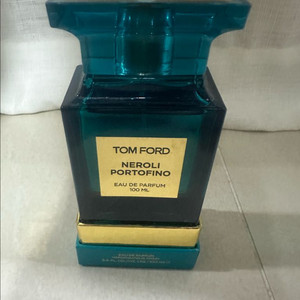 TOM FORD
NEROLI
PORTOFINO
EAU DE PARFUM
100 ML